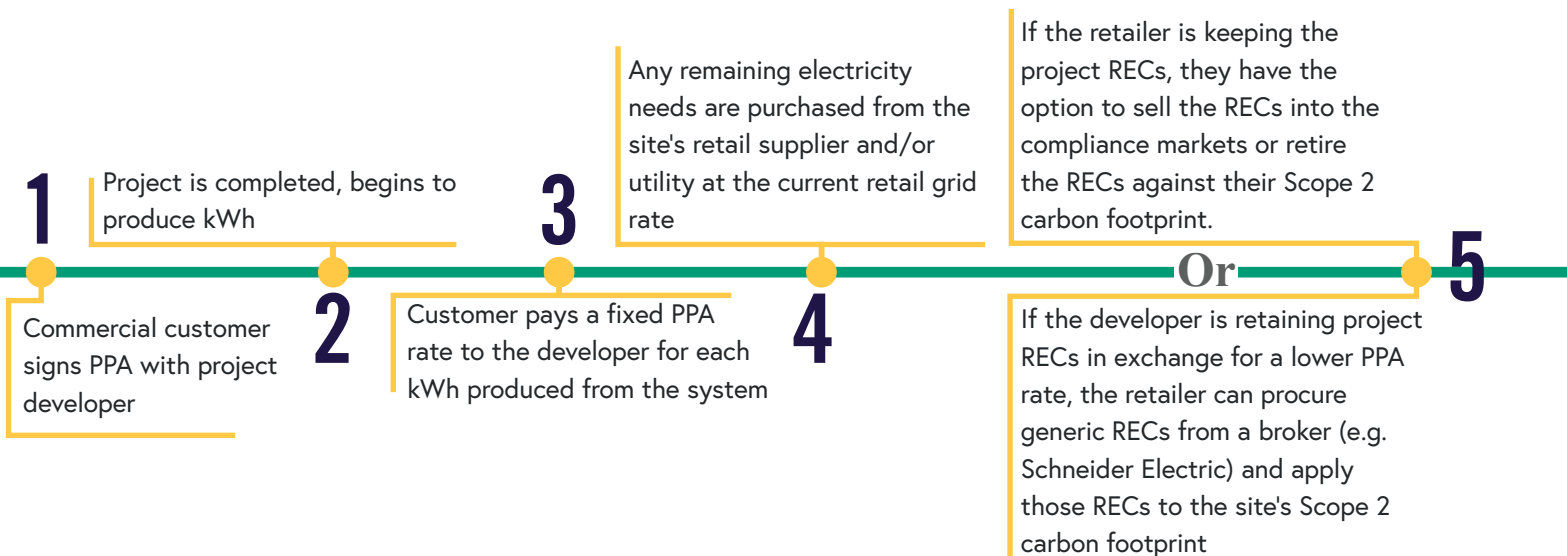 1
Commercial customer
signs PPA with project
developer
Project is completed, begins to
produce kWh
2
3
Customer pays a fixed PPA
rate to the developer for each
kWh produced from the system
Any remaining electricity
needs are purchased from the
site's retail supplier and/or
utility at the current retail grid
rate
4
If the retailer is keeping the
project RECs, they have the
option to sell the RECs into the
compliance markets or retire
the RECs against their Scope 2
carbon footprint.
Or
5
If the developer is retaining project
RECs in exchange for a lower PPA
rate, the retailer can procure
generic RECs from a broker (e.g.
Schneider Electric) and apply
those RECs to the site's Scope 2
carbon footprint